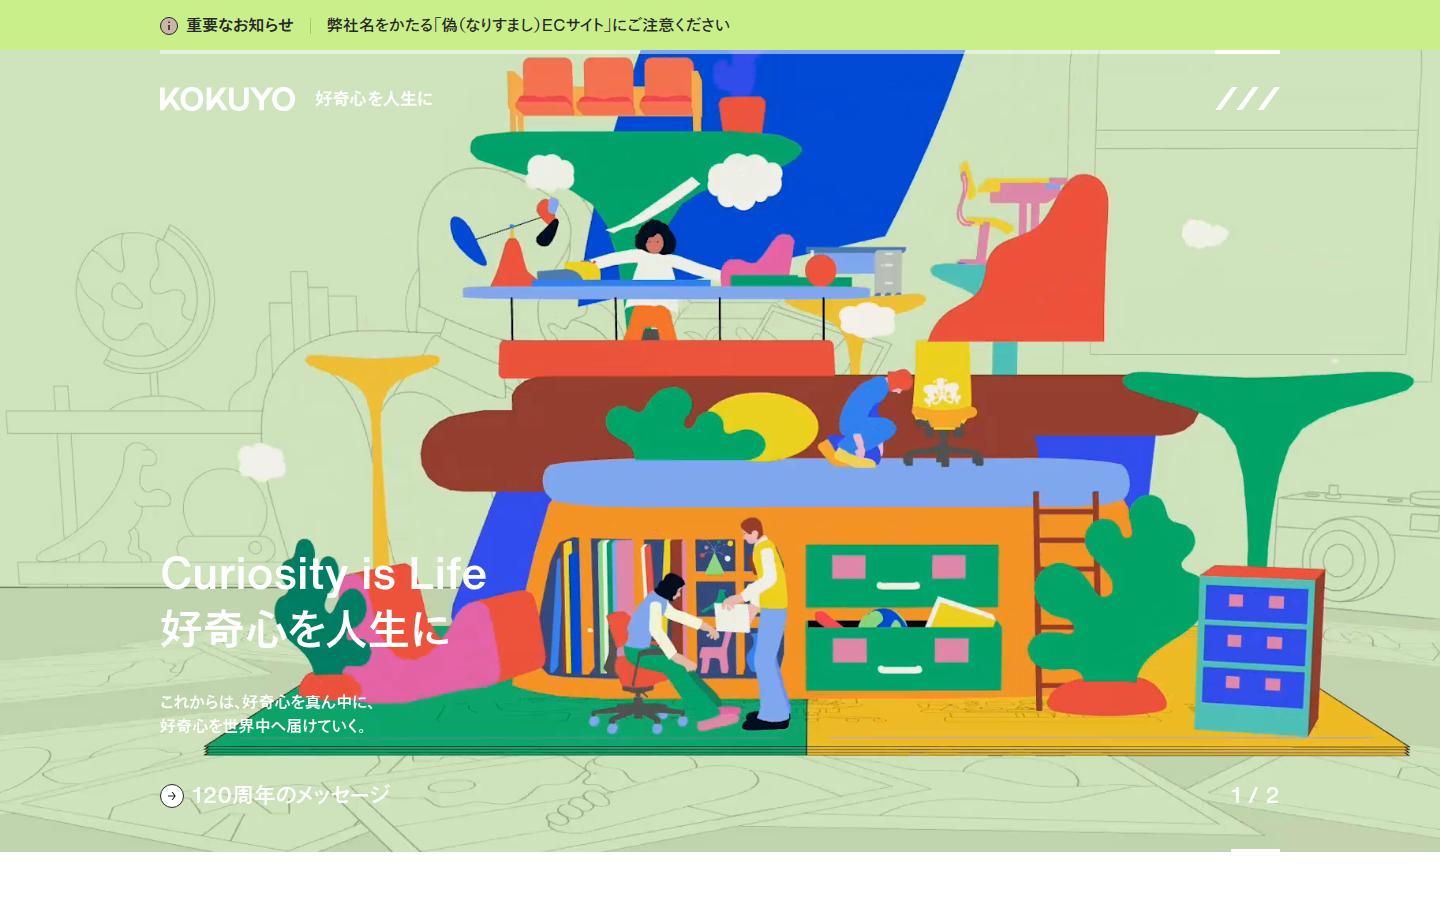 重要なお知らせ
弊社名をかたる「偽（なりすまし）ECサイト」にご注意ください
KOKUYO 好奇心を人生に
Curiosity is Life
好奇心を人生に
これからは、好奇心を真ん中に、
好奇心を世界中へ届けていく。
120周年のメッセージ
1 / 2